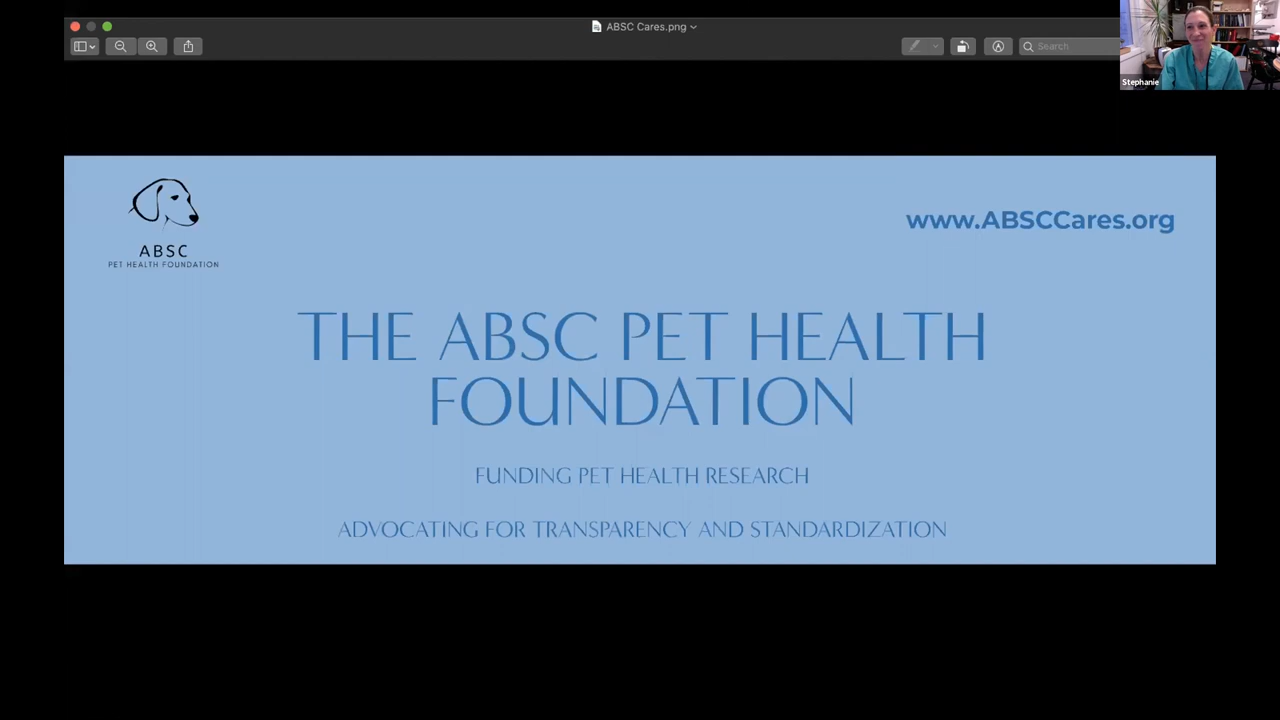 ABSC Cares.png
Search
Stephanie
ABSC
PET HEALTH FOUNDATION
www.ABSCCares.org
THE ABSC PET HEALTH
FOUNDATION
FUNDING PET HEALTH RESEARCH
ADVOCATING FOR TRANSPARENCY AND STANDARDIZATION